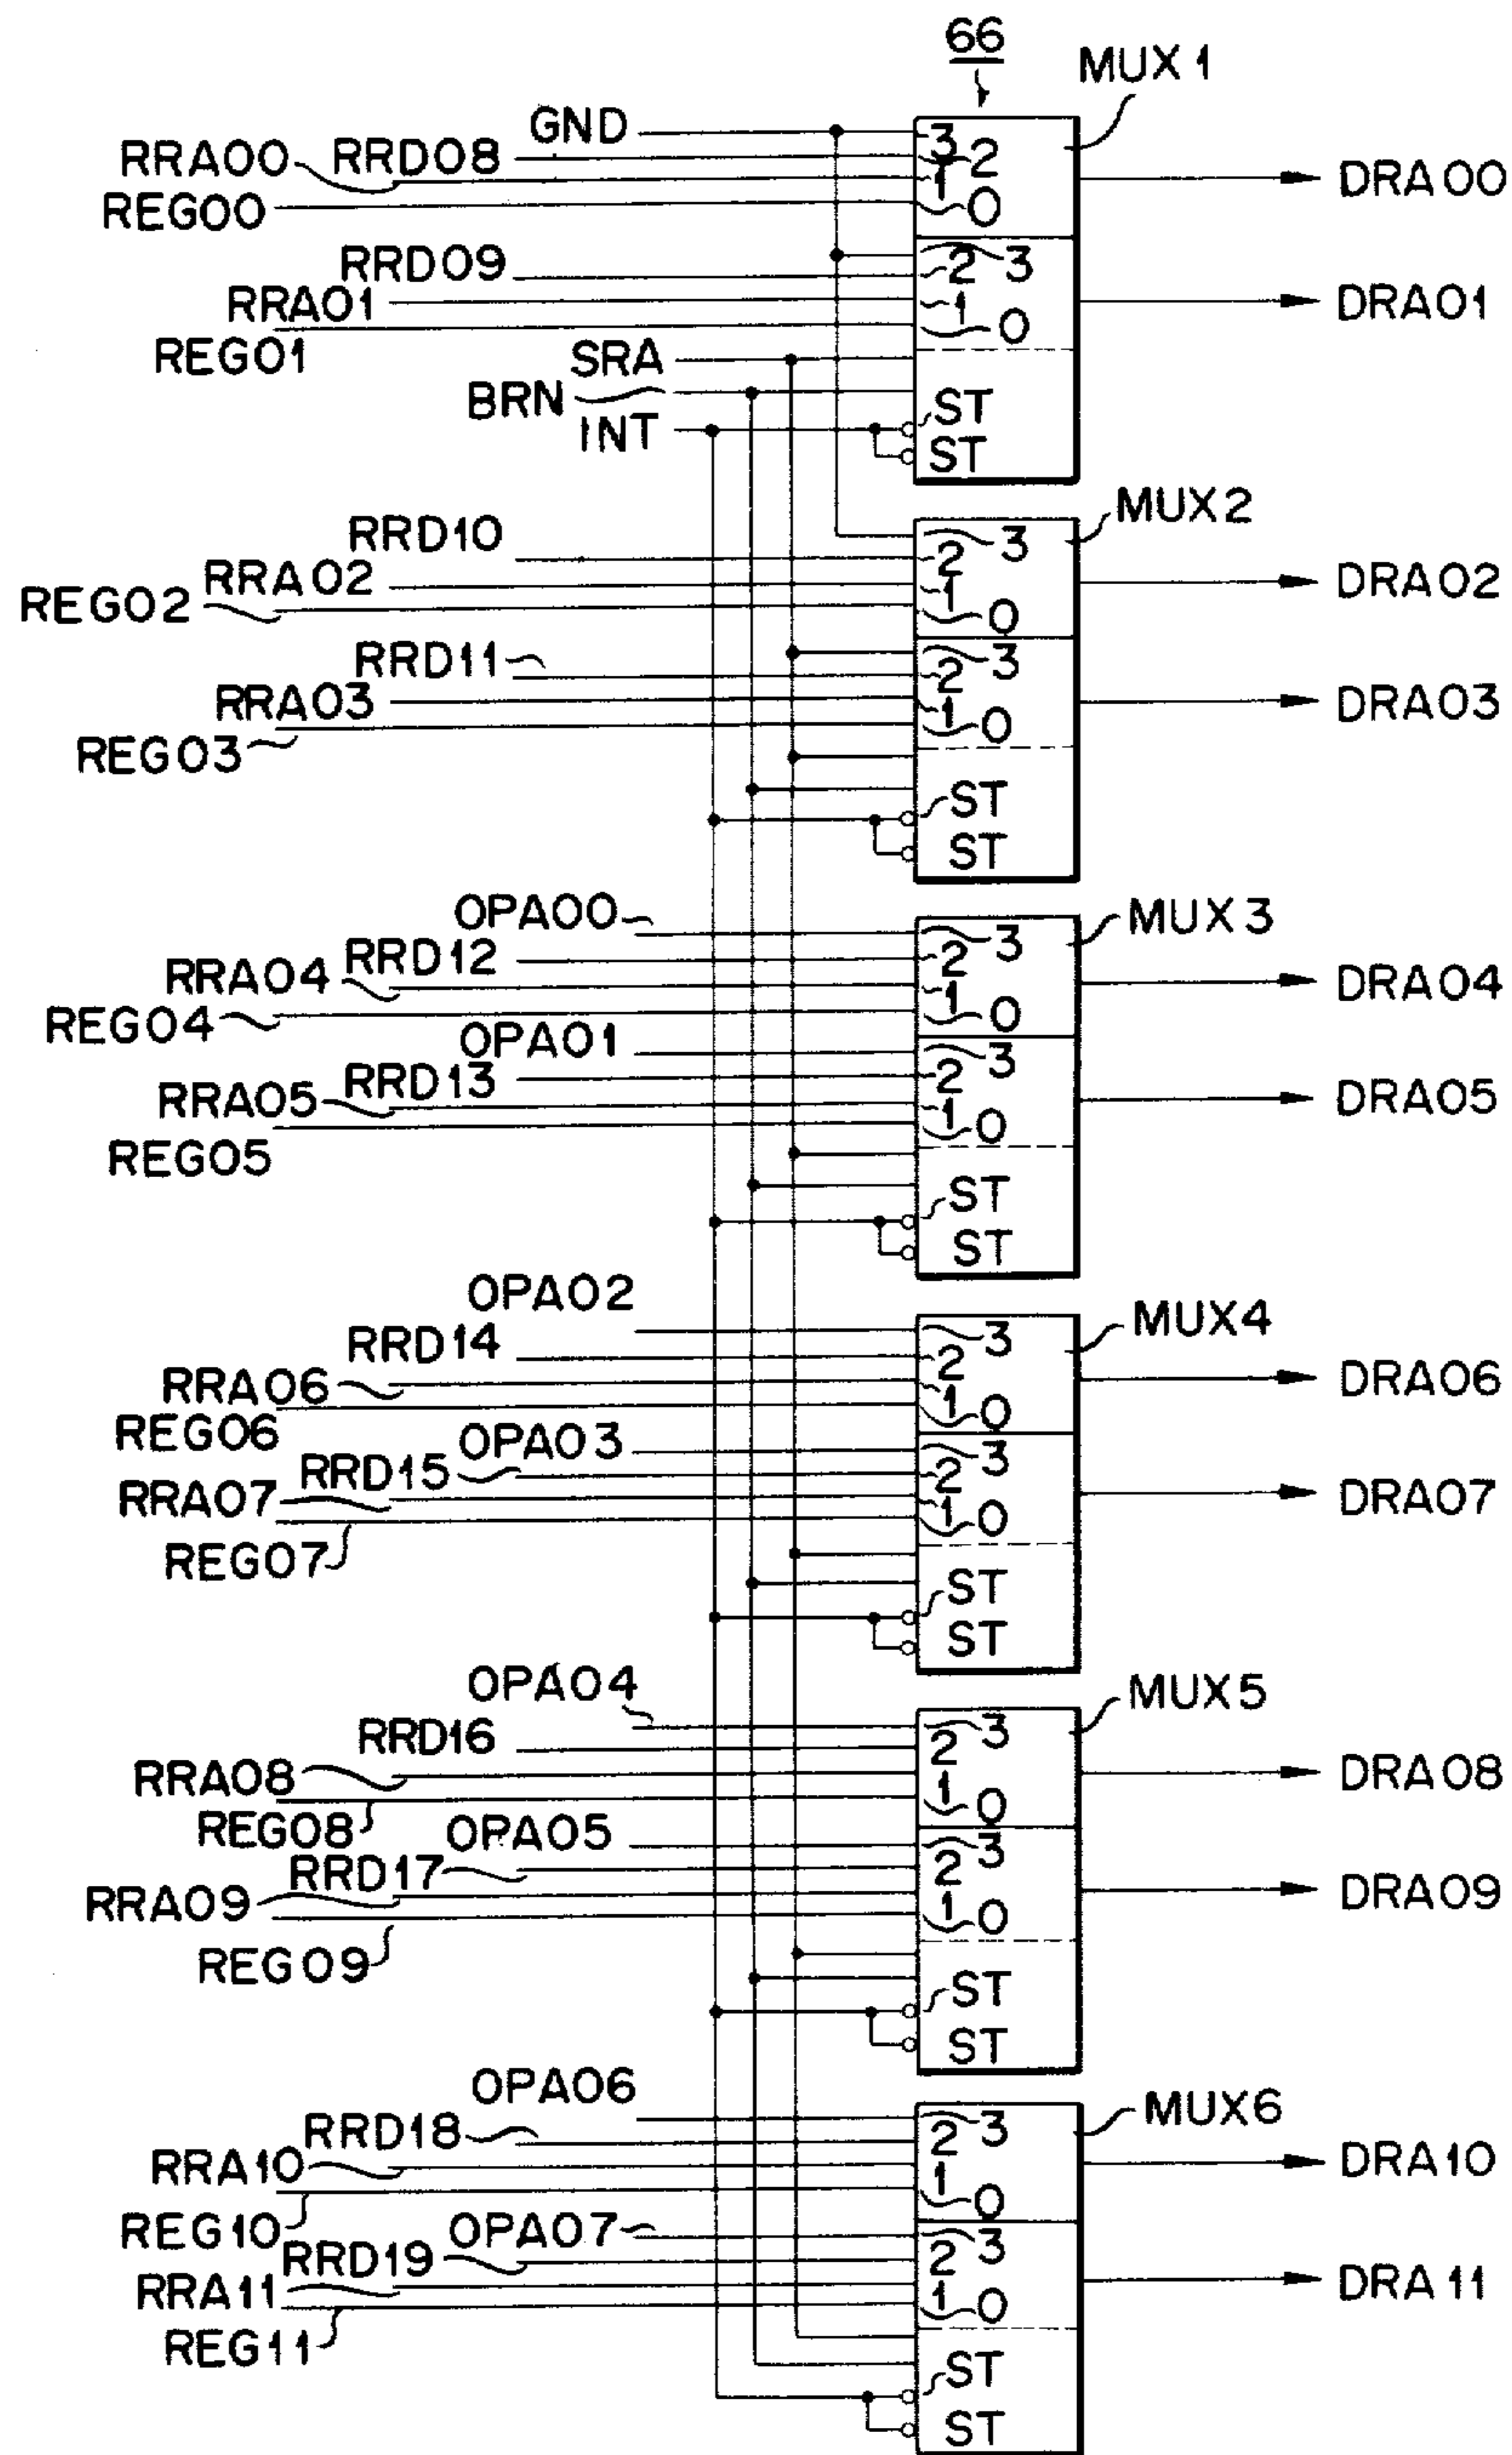 66
MUX1
GND
3
RRA00 RRD08 2
1
REG00 0
DRA00
RRD09 2 3
RRA01 1
REG01 0
DRA01
SRA
BRN
INT
ST
ST
MUX2
RRD10 2 3
RRA02 1
REG02 0
DRA02
RRD11 2 3
RRA03 1
REG03 0
DRA03
ST
ST
MUX3
OPA00 3
RRA04 RRD12 2
1
REG04 0
DRA04
OPA01 3
RRA05 RRD13 2
1
REG05 0
DRA05
ST
ST
MUX4
OPA02 3
RRD14 2
RRA06 1
REG06 0
DRA06
OPA03 3
RRD15 2
RRA07 1
REG07 0
DRA07
ST
ST
MUX5
OPA04 3
RRD16 2
RRA08 1
REG08 0
DRA08
OPA05 3
RRD17 2
RRA09 1
REG09 0
DRA09
ST
ST
MUX6
OPA06 3
RRD18 2
RRA10 1
REG10 0
DRA10
OPA07 3
RRD19 2
RRA11 1
REG11 0
DRA11
ST
ST